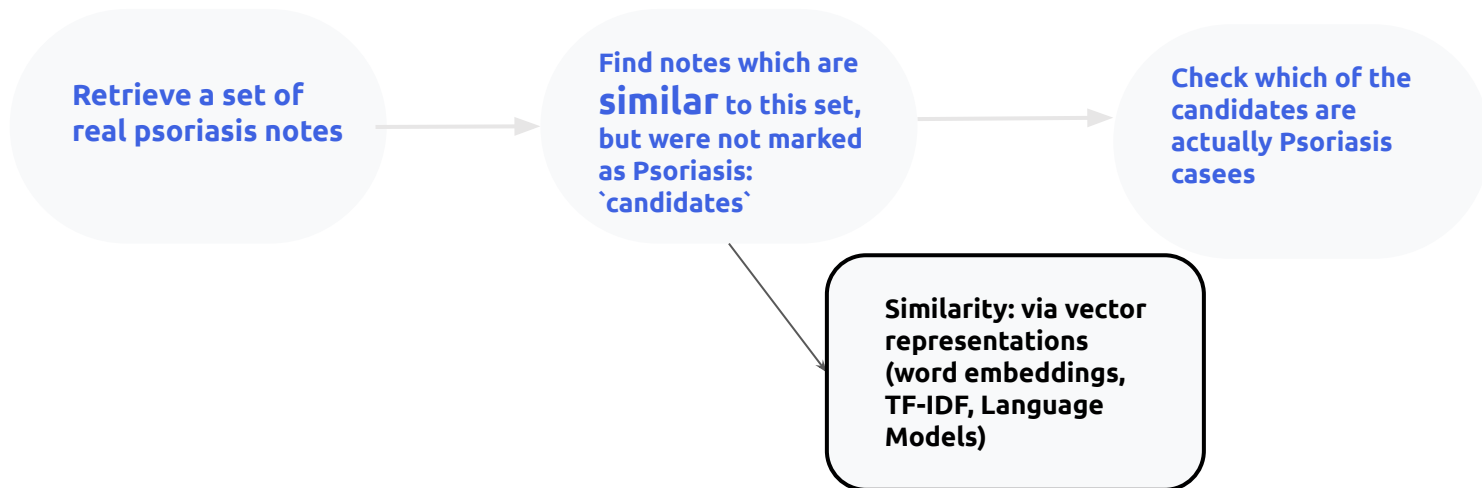 Retrieve a set of
real psoriasis notes
Find notes which are
similar to this set,
but were not marked
as Psoriasis:
`candidates`
Check which of the
candidates are
actually Psoriasis
casees
Similarity: via vector
representations
(word embeddings,
TF-IDF, Language
Models)